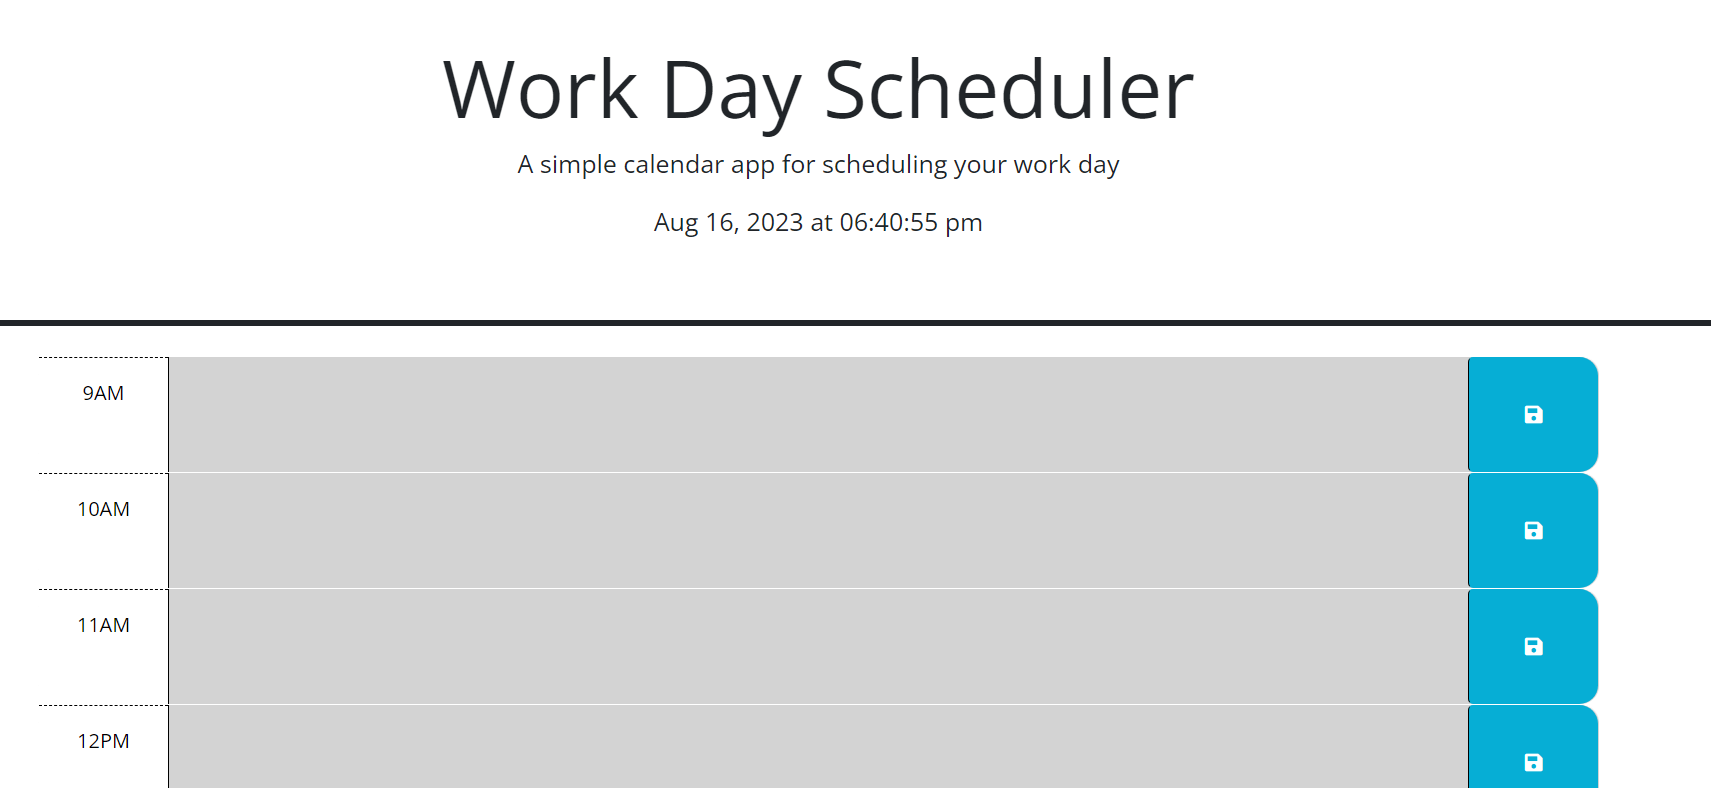 Work Day Scheduler
A simple calendar app for scheduling your work day
Aug 16, 2023 at 06:40:55 pm
9AM
10AM
11AM
12PM